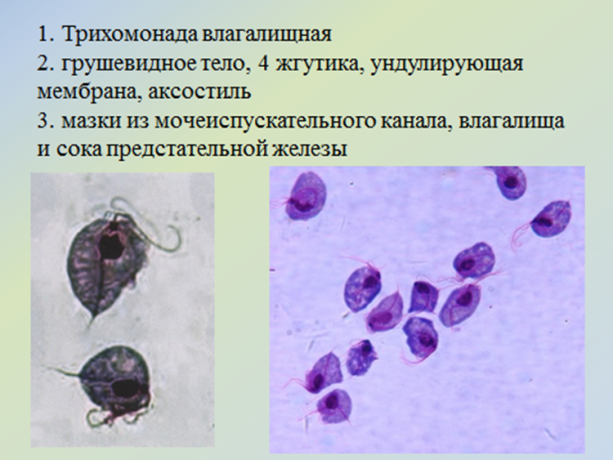 1. Трихомонада влагалищная
2. грушевидное тело, 4 жгутика, ундулирующая
мембрана, аксостиль
3. мазки из мочеиспускательного канала, влагалища
и сока предстательной железы